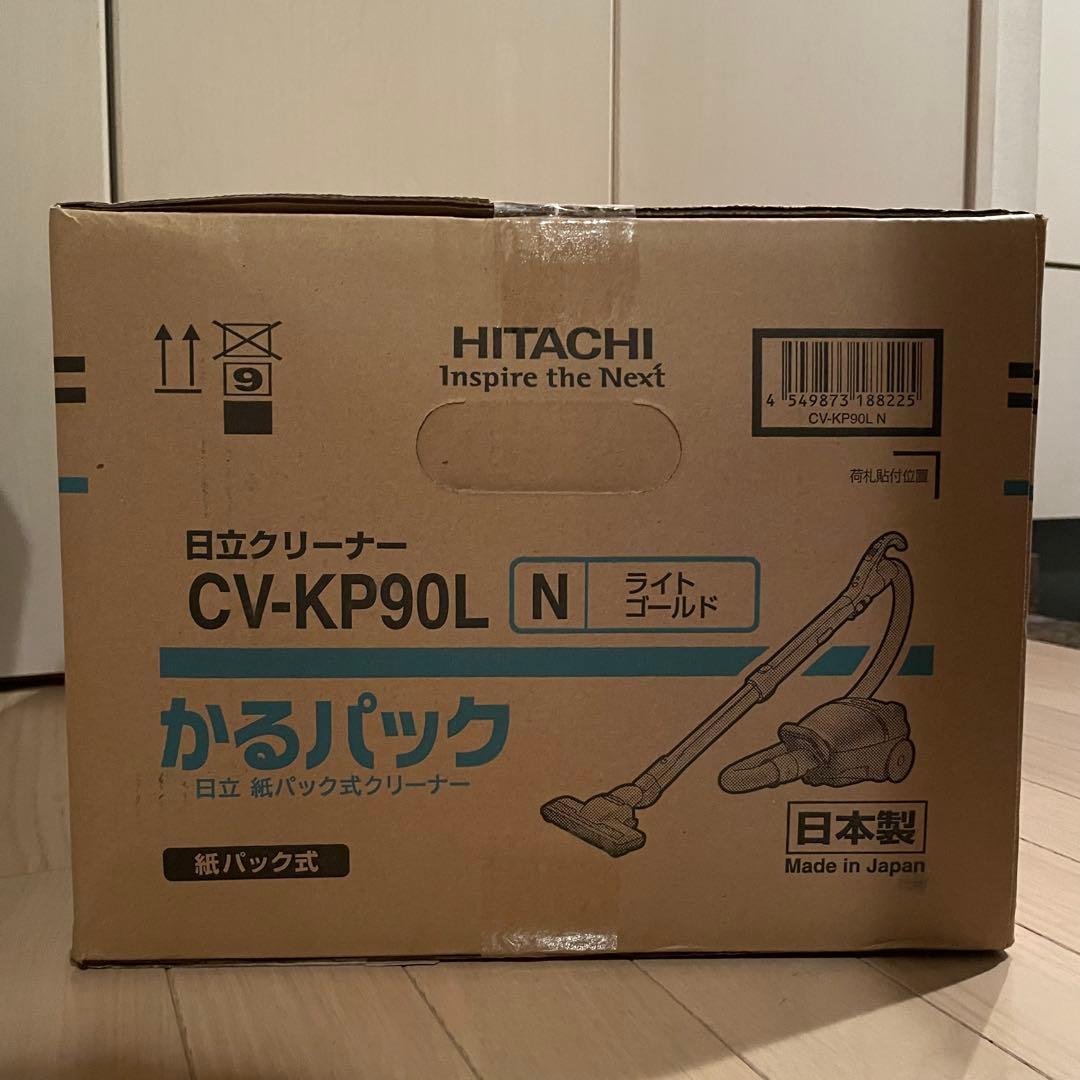 HITACHI
Inspire the Next
9
4 549873 188225
CV-KP90L N
荷札貼付位置
日立クリーナー
CV-KP90L
N
ライト
ゴールド
かるパック
日立 紙パック式クリーナー
紙パック式
日本製
Made in Japan